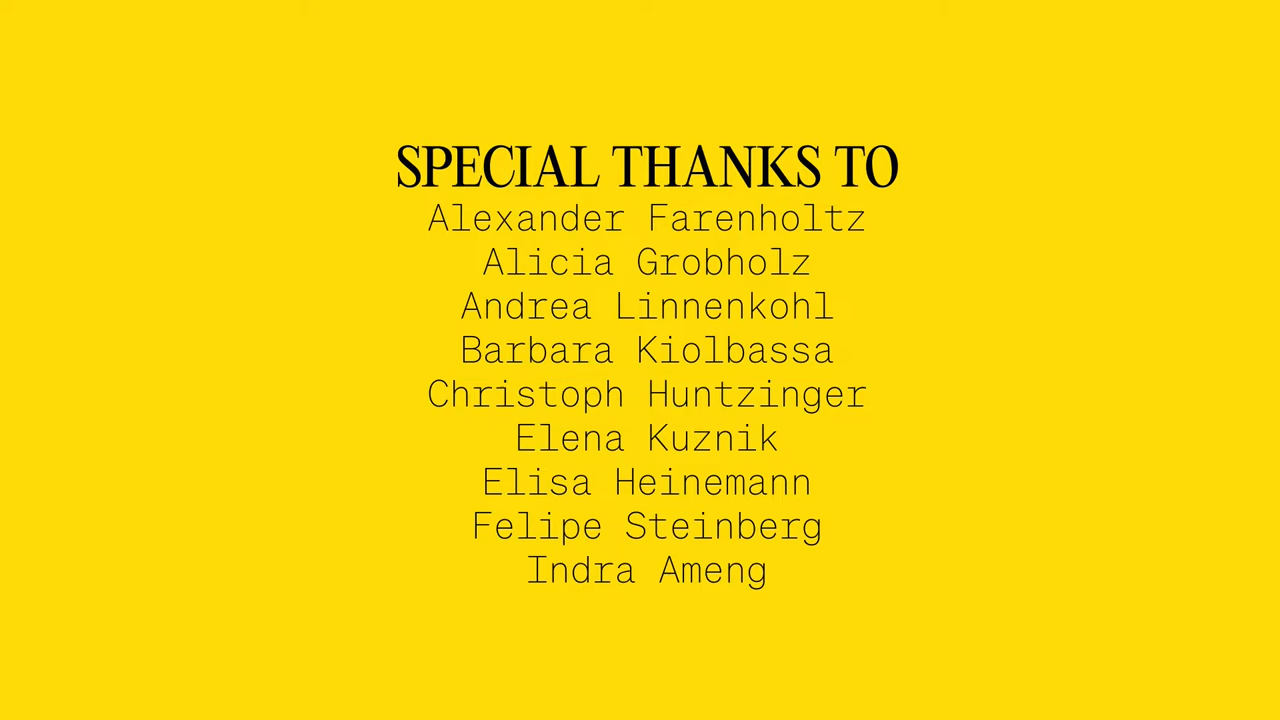 SPECIAL THANKS TO
Alexander Farenholtz
Alicia Grobholz
Andrea Linnenkohl
Barbara Kiolbassa
Christoph Huntzinger
Elena Kuznik
Elisa Heinemann
Felipe Steinberg
Indra Ameng